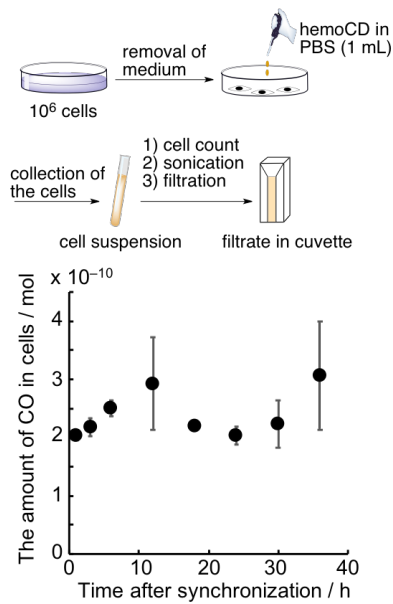 hemoCD in
PBS (1 mL)
removal of
medium
10⁶ cells
1) cell count
2) sonication
3) filtration
collection of
the cells
cell suspension
filtrate in cuvette
x 10⁻¹⁰
The amount of CO in cells / mol
4
3
2
1
0
0 10 20 30 40
Time after synchronization / h